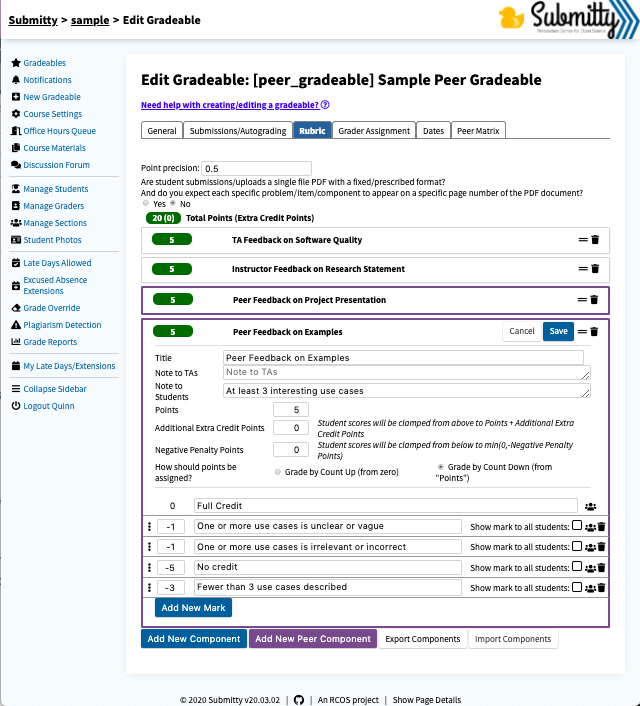 Submitty > sample > Edit Gradeable
Submitty
Gradeables
Notifications
New Gradeable
Course Settings
Office Hours Queue
Course Materials
Discussion Forum
Manage Students
Manage Graders
Manage Sections
Student Photos
Late Days Allowed
Excused Absence
Extensions
Grade Override
Plagiarism Detection
Grade Reports
My Late Days/Extensions
Collapse Sidebar
Logout Quinn
Edit Gradeable: [peer_gradeable] Sample Peer Gradeable
Need help with creating/editing a gradeable? ?
General Submissions/Autograding Rubric Grader Assignment Dates Peer Matrix
Point precision: 0.5
Are student submissions/uploads a single file PDF with a fixed/prescribed format?
And do you expect each specific problem/item/component to appear on a specific page number of the PDF document?
Yes No
20 (0) Total Points (Extra Credit Points)
5 TA Feedback on Software Quality
5 Instructor Feedback on Research Statement
5 Peer Feedback on Project Presentation
5 Peer Feedback on Examples Cancel Save
Title Peer Feedback on Examples
Note to TAs Note to TAs
Note to
Students At least 3 interesting use cases
Points 5
Additional Extra Credit Points 0 Student scores will be clamped from above to Points + Additional Extra
Credit Points
Negative Penalty Points 0 Student scores will be clamped from below to min(0,-Negative Penalty
Points)
How should points be
assigned? Grade by Count Up (from zero) Grade by Count Down (from
"Points")
0 Full Credit
-1 One or more use cases is unclear or vague Show mark to all students:
-1 One or more use cases is irrelevant or incorrect Show mark to all students:
-5 No credit Show mark to all students:
-3 Fewer than 3 use cases described Show mark to all students:
Add New Mark
Add New Component Add New Peer Component Export Components Import Components
© 2020 Submitty v20.03.02 | An RCOS project | Show Page Details